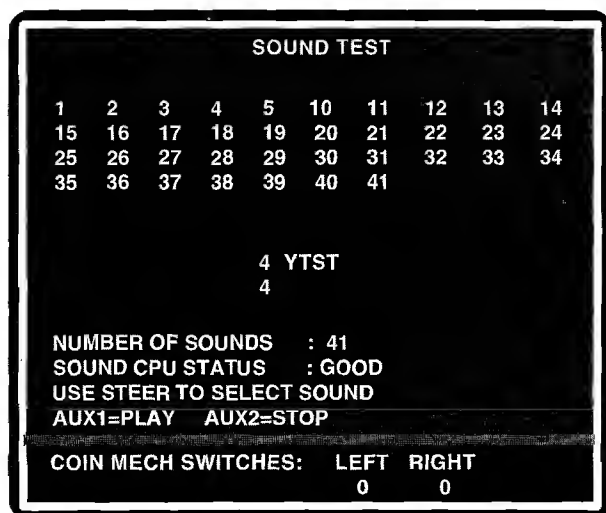 SOUND TEST
1 2 3 4 5 10 11 12 13 14
15 16 17 18 19 20 21 22 23 24
25 26 27 28 29 30 31 32 33 34
35 36 37 38 39 40 41
4 YTST
4
NUMBER OF SOUNDS : 41
SOUND CPU STATUS : GOOD
USE STEER TO SELECT SOUND
AUX1=PLAY AUX2=STOP
COIN MECH SWITCHES: LEFT RIGHT
0 0